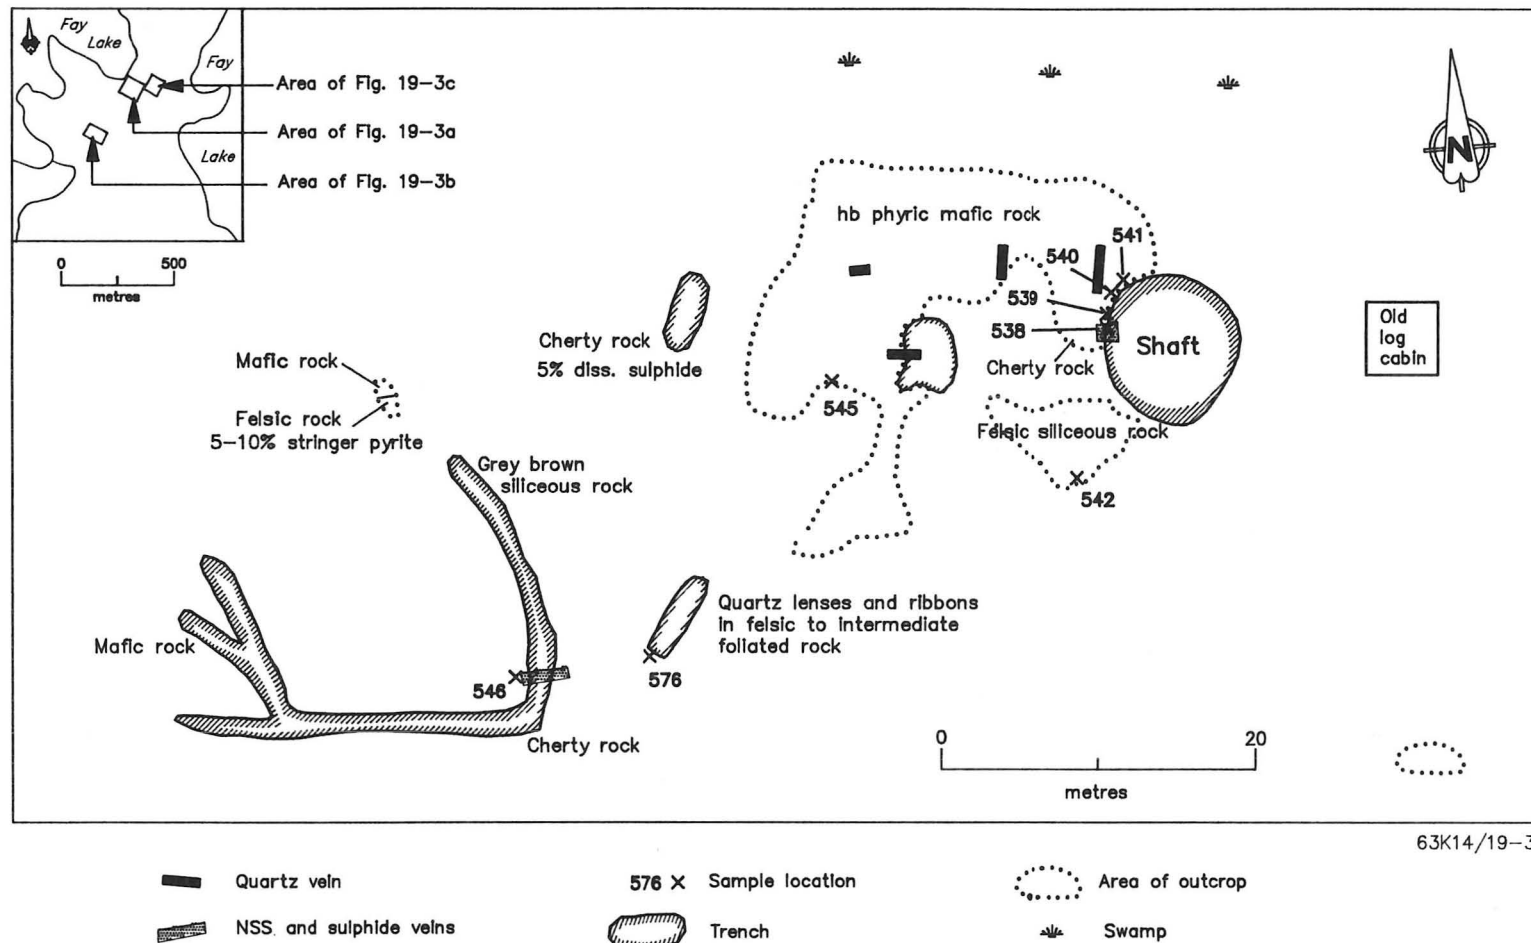 Fay
Lake
Fay
Lake
Area of Fig. 19-3c
Area of Fig. 19-3a
Area of Fig. 19-3b
0 500
metres
N
hb phyric mafic rock
541
540
539
538
Cherty rock
Shaft
Old
log
cabin
Cherty rock
5% diss. sulphide
Mafic rock
Felsic rock
5-10% stringer pyrite
545
Felsic siliceous rock
542
Grey brown
siliceous rock
Mafic rock
546
576
Quartz lenses and ribbons
in felsic to intermediate
foliated rock
Cherty rock
0 20
metres
63K14/19-3
Quartz vein
576 X Sample location
Area of outcrop
NSS and sulphide veins
Trench
Swamp